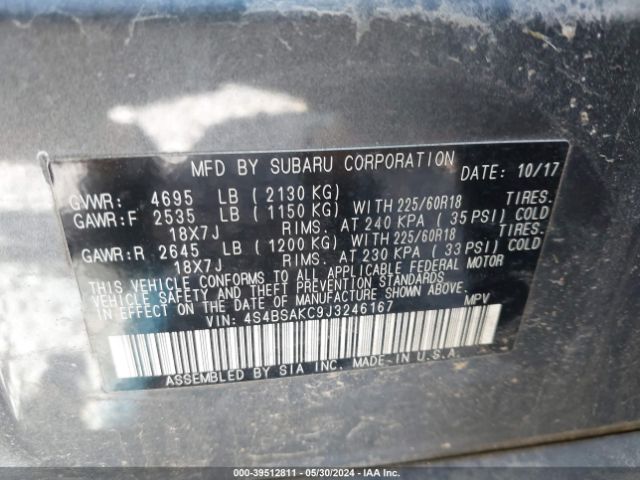 MFD BY SUBARU CORPORATION DATE: 10/17
GVWR: 4695 LB (2130 KG)
GAWR:F 2535 LB (1150 KG) WITH 225/60R18 TIRES.
18X7J RIMS. AT 240 KPA (35 PSI) COLD
GAWR:R 2645 LB (1200 KG) WITH 225/60R18 TIRES.
18X7J RIMS. AT 230 KPA (33 PSI) COLD
THIS VEHICLE CONFORMS TO ALL APPLICABLE FEDERAL MOTOR
VEHICLE SAFETY AND THEFT PREVENTION STANDARDS
IN EFFECT ON THE DATE OF MANUFACTURE SHOWN ABOVE.
VIN: 4S4BSAKC9J3246167 MPV
ASSEMBLED BY SIA INC. MADE IN U.S.A.
000-39512811 - 05/30/2024 - IAA Inc.